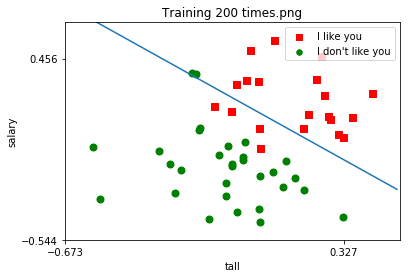 Training 200 times.png
I like you
I don't like you
0.456
salary
−0.544
−0.673
0.327
tall